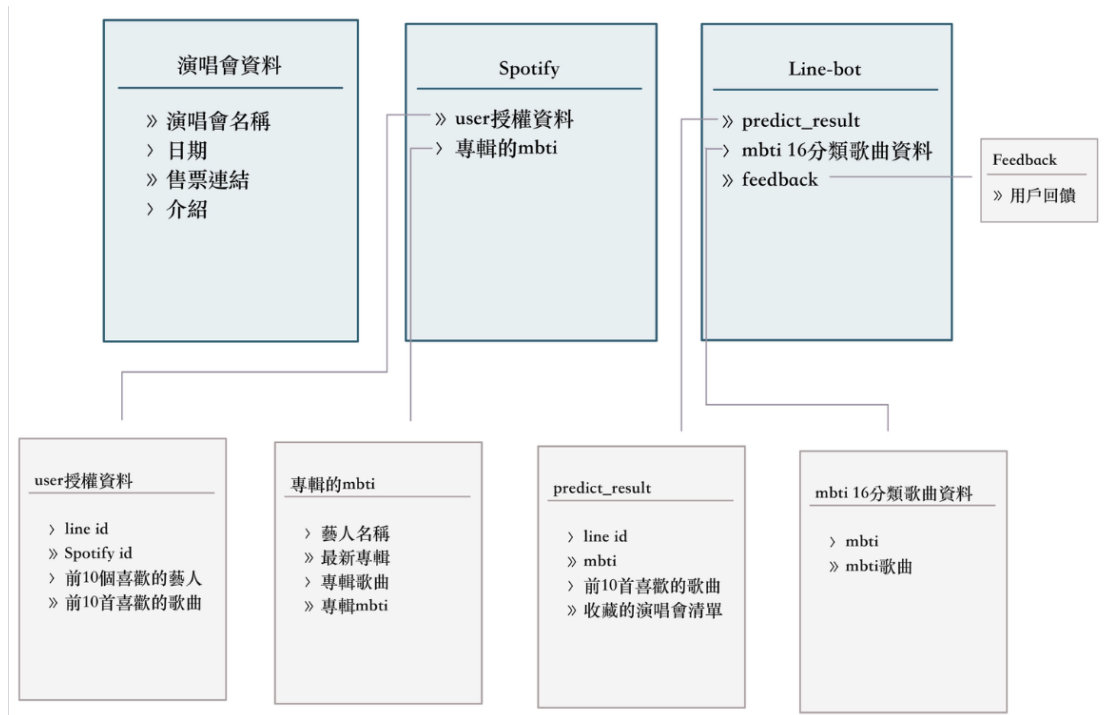 演唱會資料
» 演唱會名稱
› 日期
» 售票連結
› 介紹
Spotify
» user授權資料
› 專輯的mbti
Line-bot
» predict_result
› mbti 16分類歌曲資料
» feedback
Feedback
» 用戶回饋
user授權資料
› line id
» Spotify id
› 前10個喜歡的藝人
» 前10首喜歡的歌曲
專輯的mbti
› 藝人名稱
» 最新專輯
› 專輯歌曲
» 專輯mbti
predict_result
› line id
» mbti
› 前10首喜歡的歌曲
» 收藏的演唱會清單
mbti 16分類歌曲資料
› mbti
» mbti歌曲